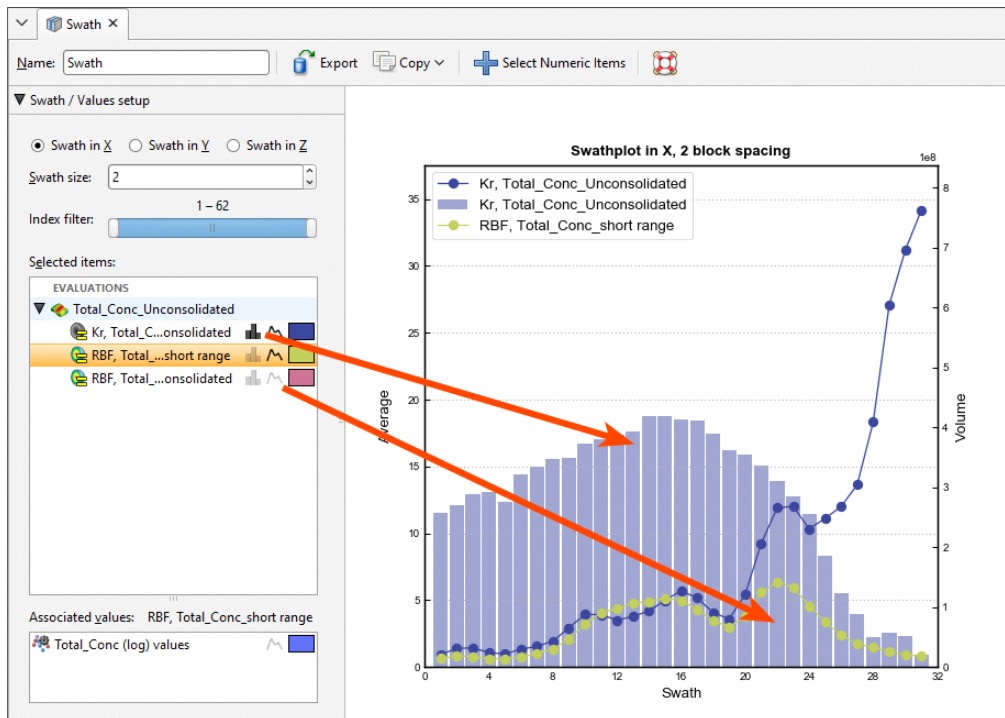 Swath
Name: Swath Export Copy Select Numeric Items
Swath / Values setup
Swath in X Swath in Y Swath in Z
Swath size: 2
1 – 62
Index filter:
Selected items:
EVALUATIONS
Total_Conc_Unconsolidated
Kr, Total_C...onsolidated
RBF, Total_...short range
RBF, Total_...onsolidated
Associated values: RBF, Total_Conc_short range
Total_Conc (log) values
Swathplot in X, 2 block spacing
1e8
Kr, Total_Conc_Unconsolidated
Kr, Total_Conc_Unconsolidated
RBF, Total_Conc_short range
35
30
25
20
15
10
5
0
Average
8
7
6
5
4
3
2
1
0
Volume
0 4 8 12 16 20 24 28 32
Swath